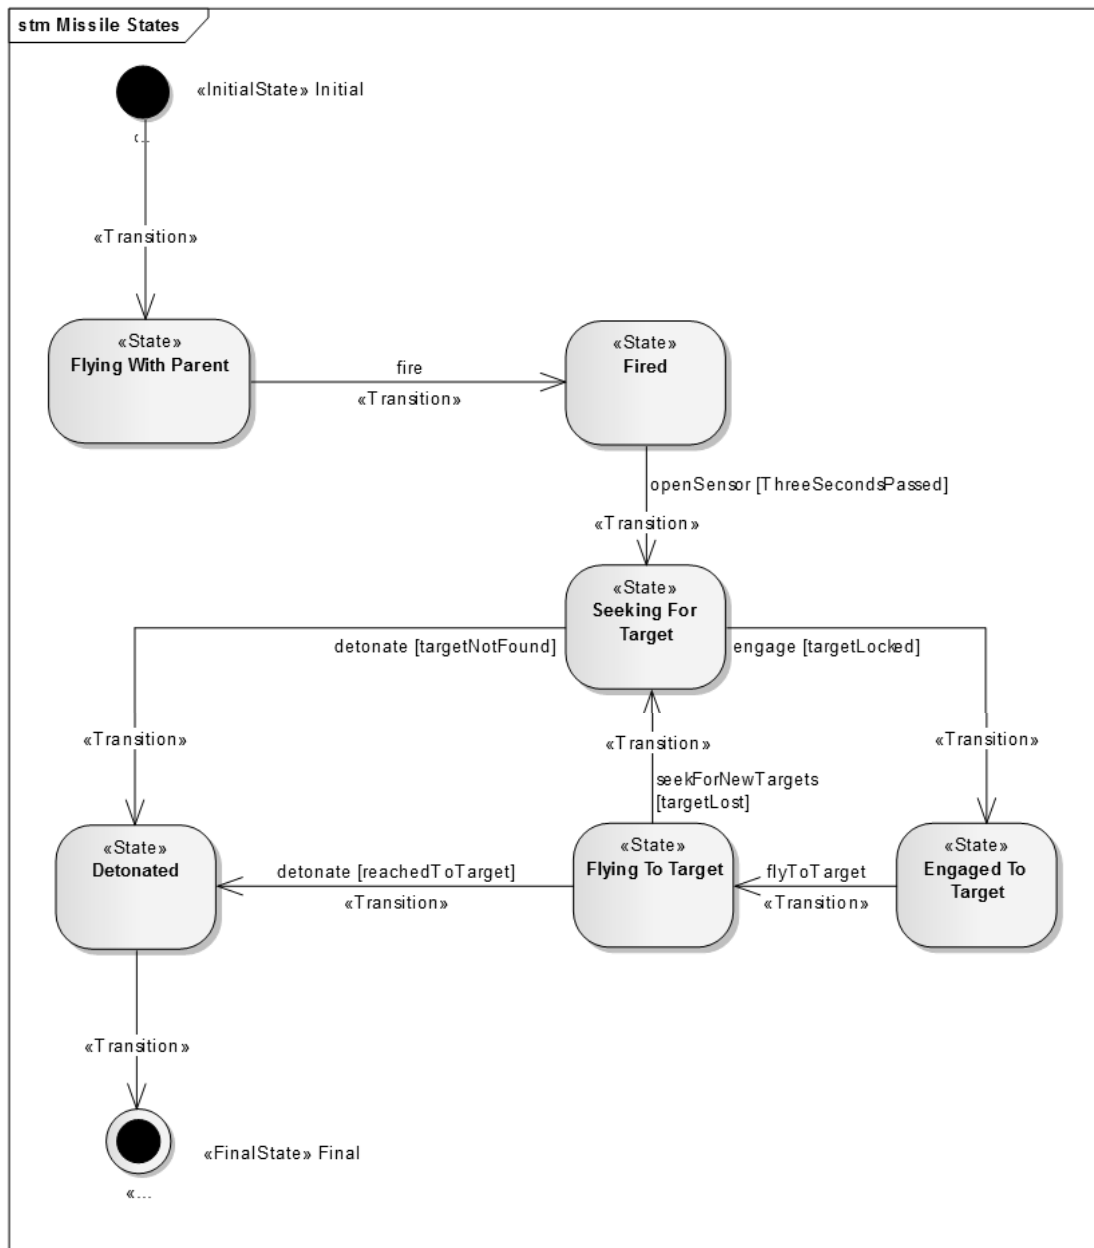 stm Missile States
«InitialState» Initial
«Transition»
«State»
Flying With Parent
fire
«Transition»
«State»
Fired
openSensor [ThreeSecondsPassed]
«Transition»
«State»
Seeking For
Target
detonate [targetNotFound]
engage [targetLocked]
«Transition»
«Transition»
«Transition»
seekForNewTargets
[targetLost]
«State»
Detonated
detonate [reachedToTarget]
«Transition»
«State»
Flying To Target
flyToTarget
«Transition»
«State»
Engaged To
Target
«Transition»
«FinalState» Final
«...